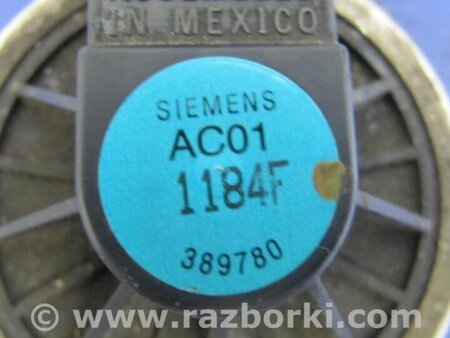 IN MEXICO
SIEMENS
AC01
1184F
389780
© www.razborki.com